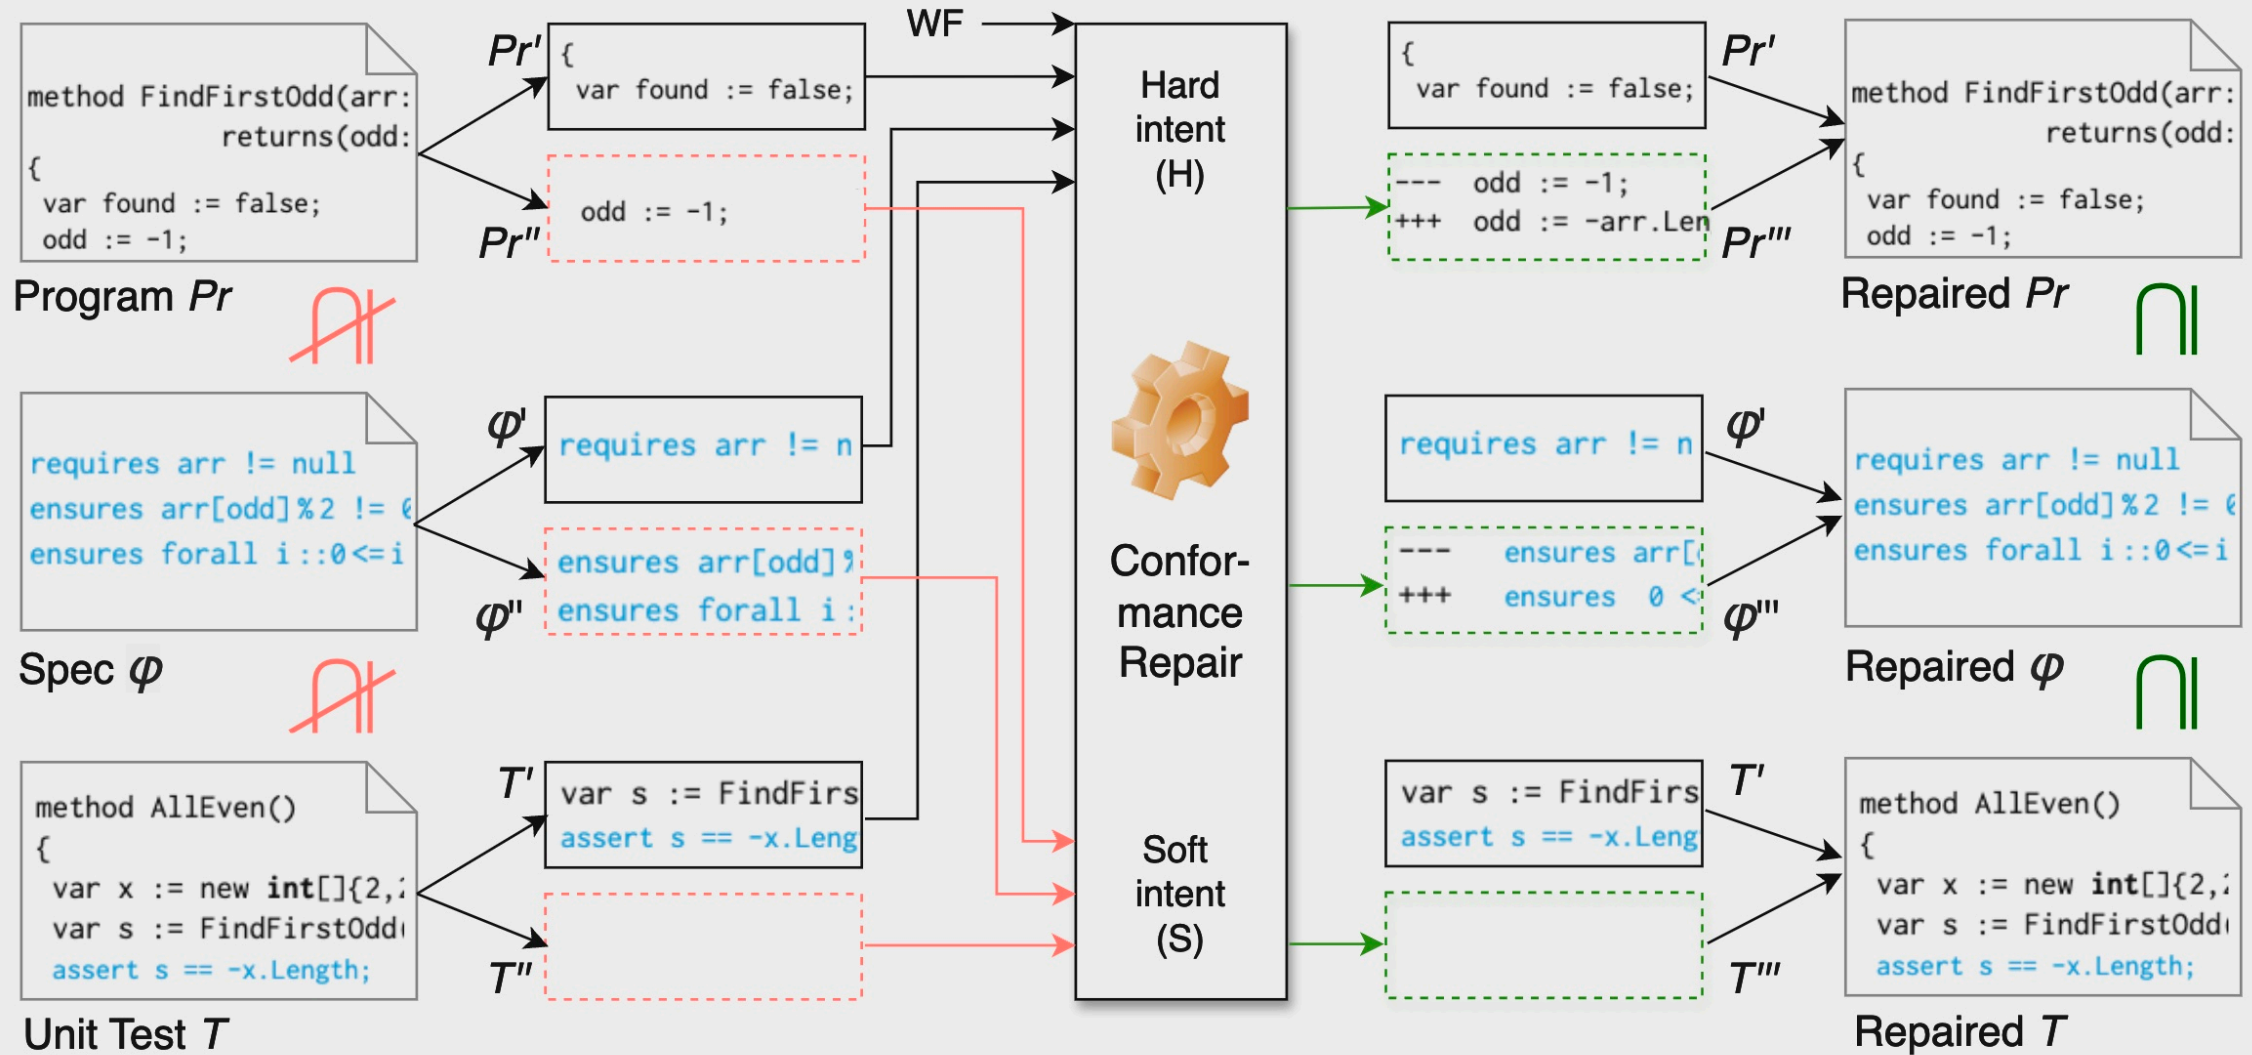 method FindFirstOdd(arr:
returns(odd:
{
var found := false;
odd := -1;
Program Pr
requires arr != null
ensures arr[odd]%2 != 0
ensures forall i::0<=i
Spec φ
method AllEven()
{
var x := new int[]{2,
var s := FindFirstOdd(
assert s == -x.Length;
Unit Test T
Pr'
{
var found := false;
Pr''
odd := -1;
φ'
requires arr != n
φ''
ensures arr[odd]%
ensures forall i:
T'
var s := FindFirs
assert s == -x.Leng
T''
WF
Hard
intent
(H)
Confor-
mance
Repair
Soft
intent
(S)
{
var found := false;
Pr'
--- odd := -1;
+++ odd := -arr.Len
Pr'''
requires arr != n
φ'
--- ensures arr[
+++ ensures 0 <
φ'''
var s := FindFirs
assert s == -x.Leng
T'
T'''
method FindFirstOdd(arr:
returns(odd:
{
var found := false;
odd := -1;
Repaired Pr
requires arr != null
ensures arr[odd]%2 != 0
ensures forall i::0<=i
Repaired φ
method AllEven()
{
var x := new int[]{2,
var s := FindFirstOdd(
assert s == -x.Length;
Repaired T